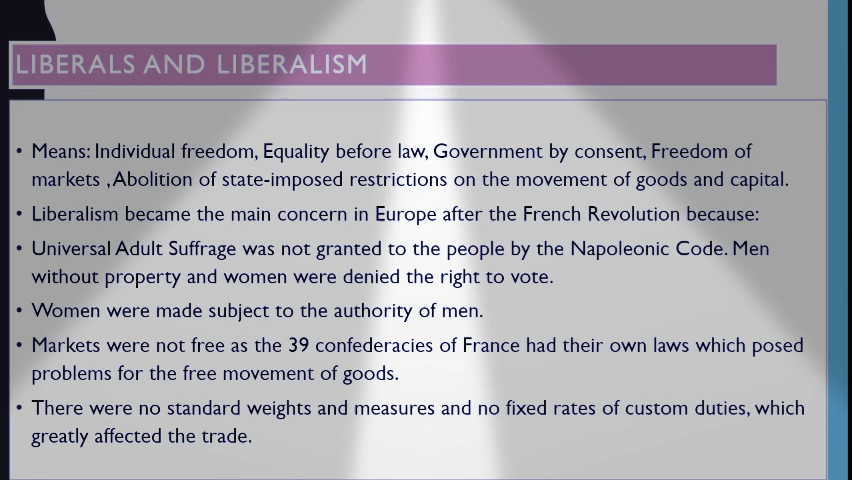 LIBERALS AND LIBERALISM
• Means: Individual freedom, Equality before law, Government by consent, Freedom of
markets , Abolition of state-imposed restrictions on the movement of goods and capital.
• Liberalism became the main concern in Europe after the French Revolution because:
• Universal Adult Suffrage was not granted to the people by the Napoleonic Code. Men
without property and women were denied the right to vote.
• Women were made subject to the authority of men.
• Markets were not free as the 39 confederacies of France had their own laws which posed
problems for the free movement of goods.
• There were no standard weights and measures and no fixed rates of custom duties, which
greatly affected the trade.